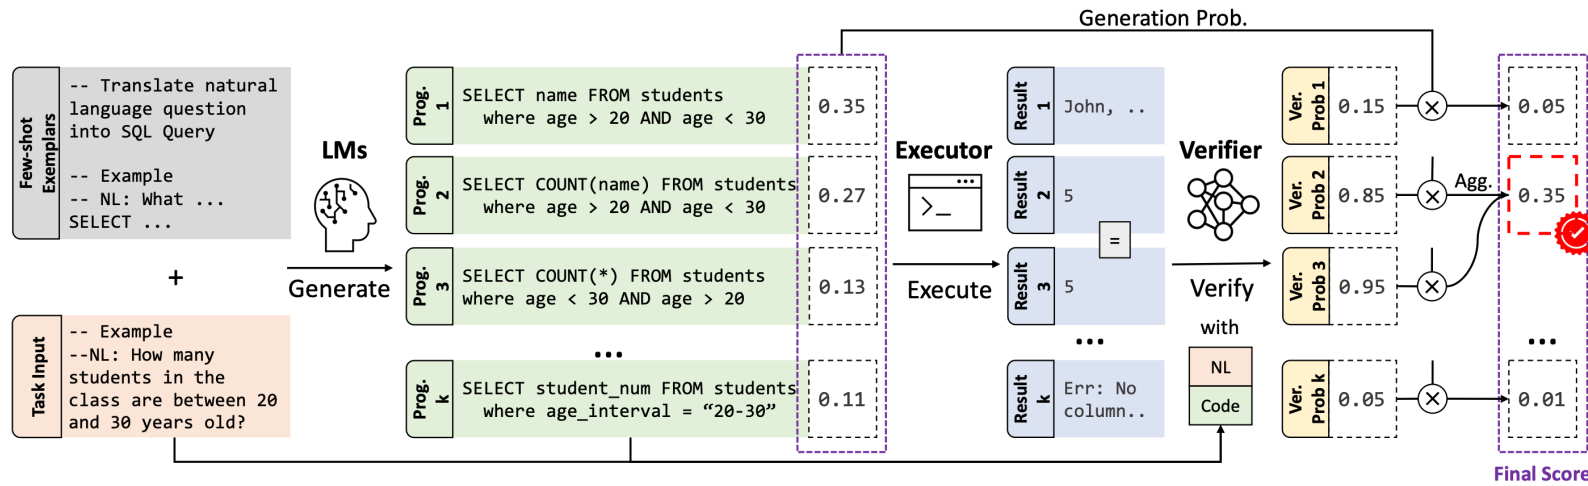 Generation Prob.
Few-shot
Exemplars
-- Translate natural
language question
into SQL Query
-- Example
-- NL: What ...
SELECT ...
+
Task Input
-- Example
--NL: How many
students in the
class are between 20
and 30 years old?
LMs
Generate
Prog.
1
SELECT name FROM students
where age > 20 AND age < 30
0.35
Prog.
2
SELECT COUNT(name) FROM students
where age > 20 AND age < 30
0.27
Prog.
3
SELECT COUNT(*) FROM students
where age < 30 AND age > 20
0.13
...
Prog.
k
SELECT student_num FROM students
where age_interval = “20-30”
0.11
Executor
>_
Execute
Result
1
John, ..
Result
2
5
=
Result
3
5
...
Result
k
Err: No
column..
Verifier
Verify
with
NL
Code
Ver.
Prob 1
0.15
×
0.05
Ver.
Prob 2
0.85
×
Agg.
0.35
Ver.
Prob 3
0.95
×
...
Ver.
Prob k
0.05
×
0.01
Final Score